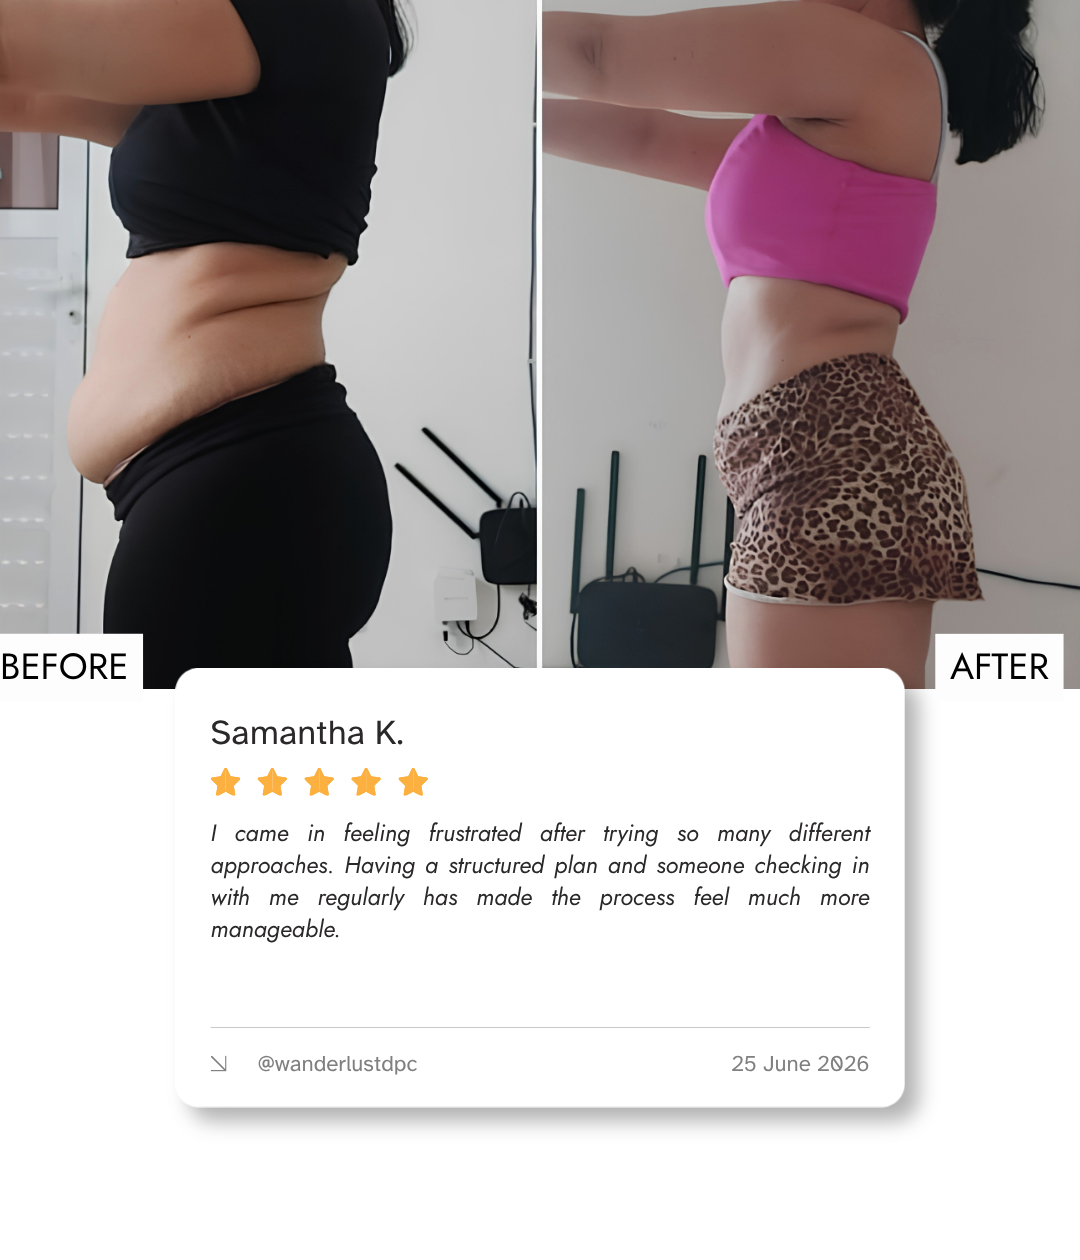 BEFORE
AFTER
Samantha K.
I came in feeling frustrated after trying so many different
approaches. Having a structured plan and someone checking in
with me regularly has made the process feel much more
manageable.
@wanderlustdpc
25 June 2026